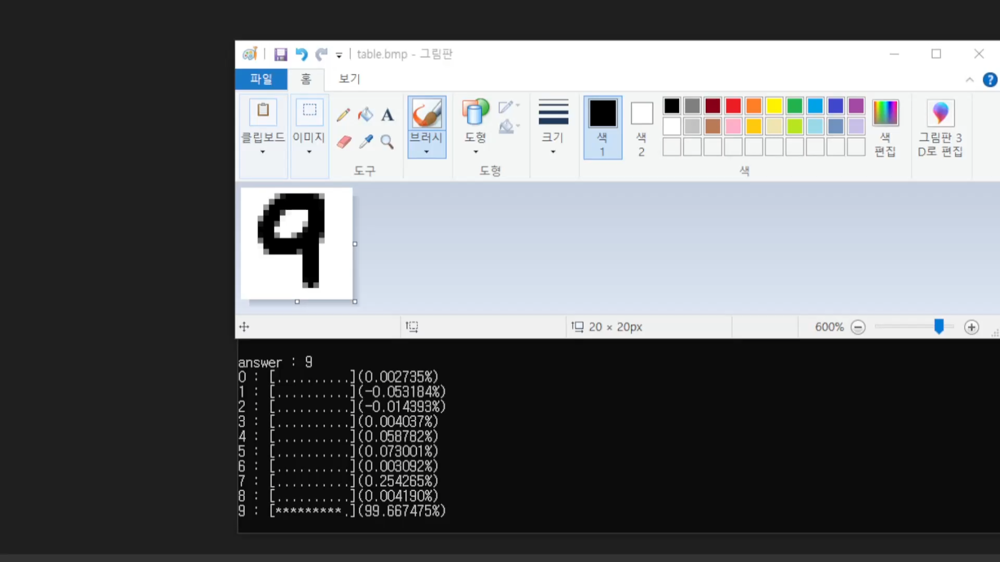 table.bmp - 그림판
파일 홈 보기
클립보드 이미지 A 브러시 도형 크기 색 1 색 2 색 편집 그림판 3D로 편집
도구 도형 색
?
9
20 × 20px 600%
answer : 9
0 : [..........](0.002735%)
1 : [..........](-0.053184%)
2 : [..........](-0.014393%)
3 : [..........](0.004037%)
4 : [..........](0.058782%)
5 : [..........](0.073001%)
6 : [..........](0.003092%)
7 : [..........](0.254265%)
8 : [..........](0.004190%)
9 : [*********.](99.667475%)